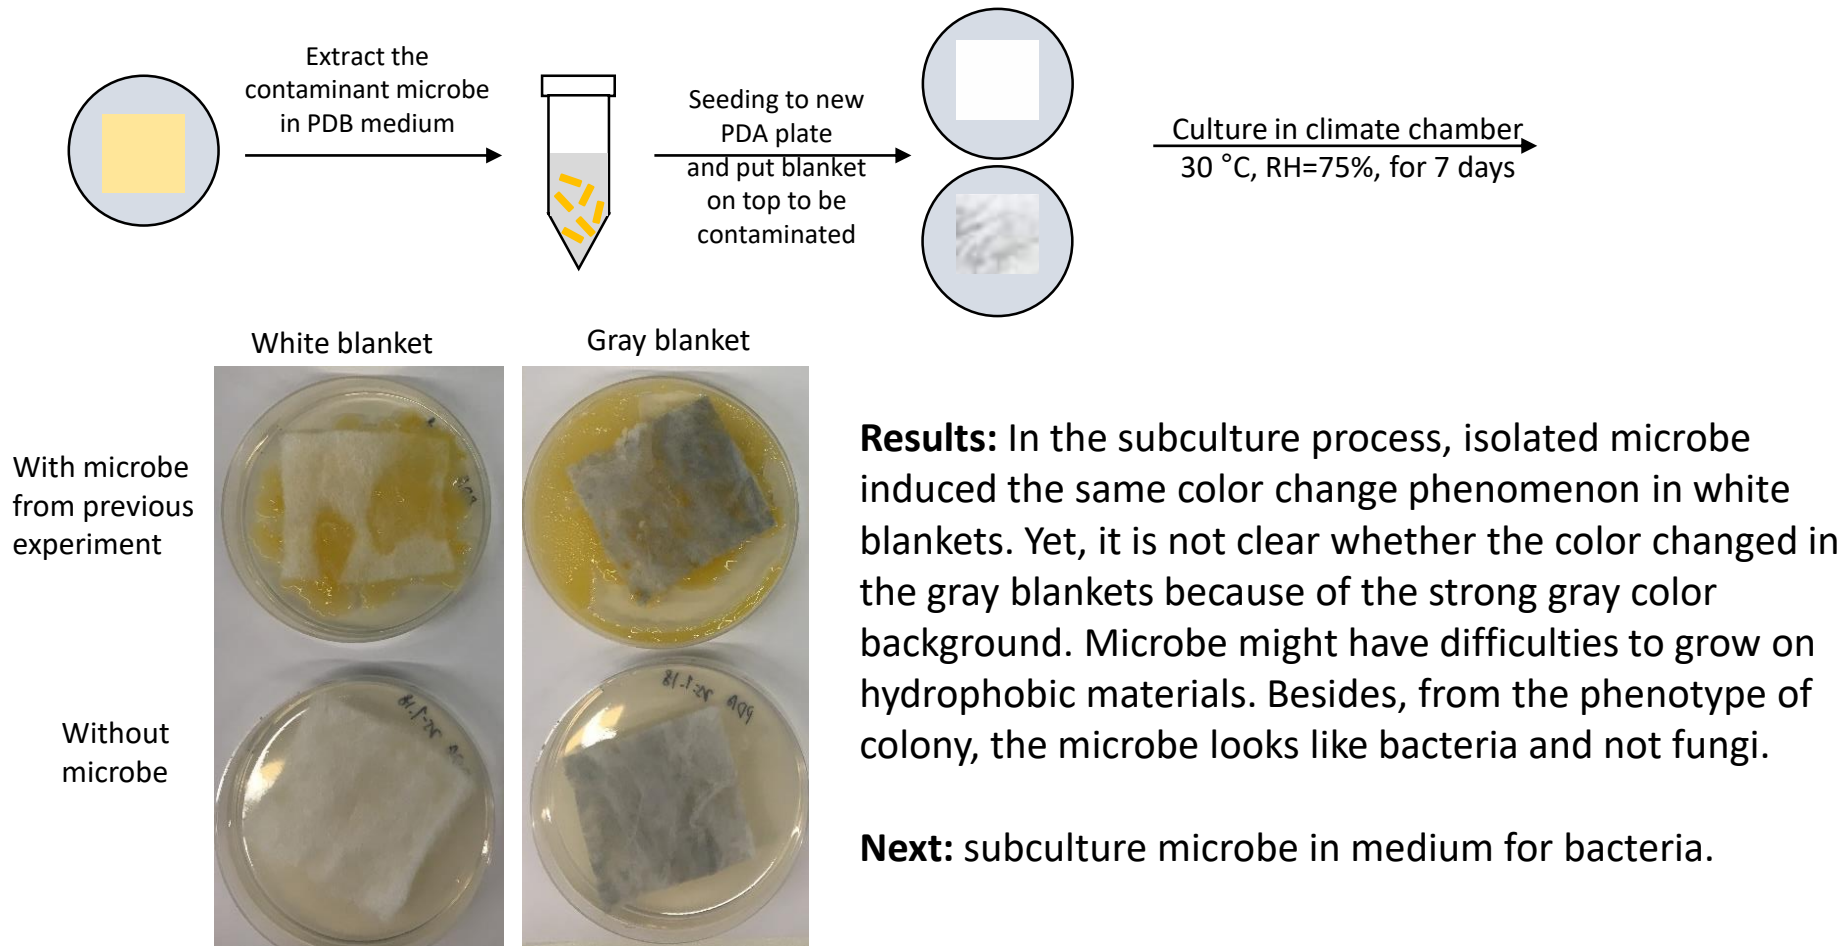 Extract the
contaminant microbe
in PDB medium
Seeding to new
PDA plate
and put blanket
on top to be
contaminated
Culture in climate chamber
30 °C, RH=75%, for 7 days
White blanket
Gray blanket
With microbe
from previous
experiment
Without
microbe
PDA
Results: In the subculture process, isolated microbe
induced the same color change phenomenon in white
blankets. Yet, it is not clear whether the color changed in
the gray blankets because of the strong gray color
background. Microbe might have difficulties to grow on
hydrophobic materials. Besides, from the phenotype of
colony, the microbe looks like bacteria and not fungi.
Next: subculture microbe in medium for bacteria.